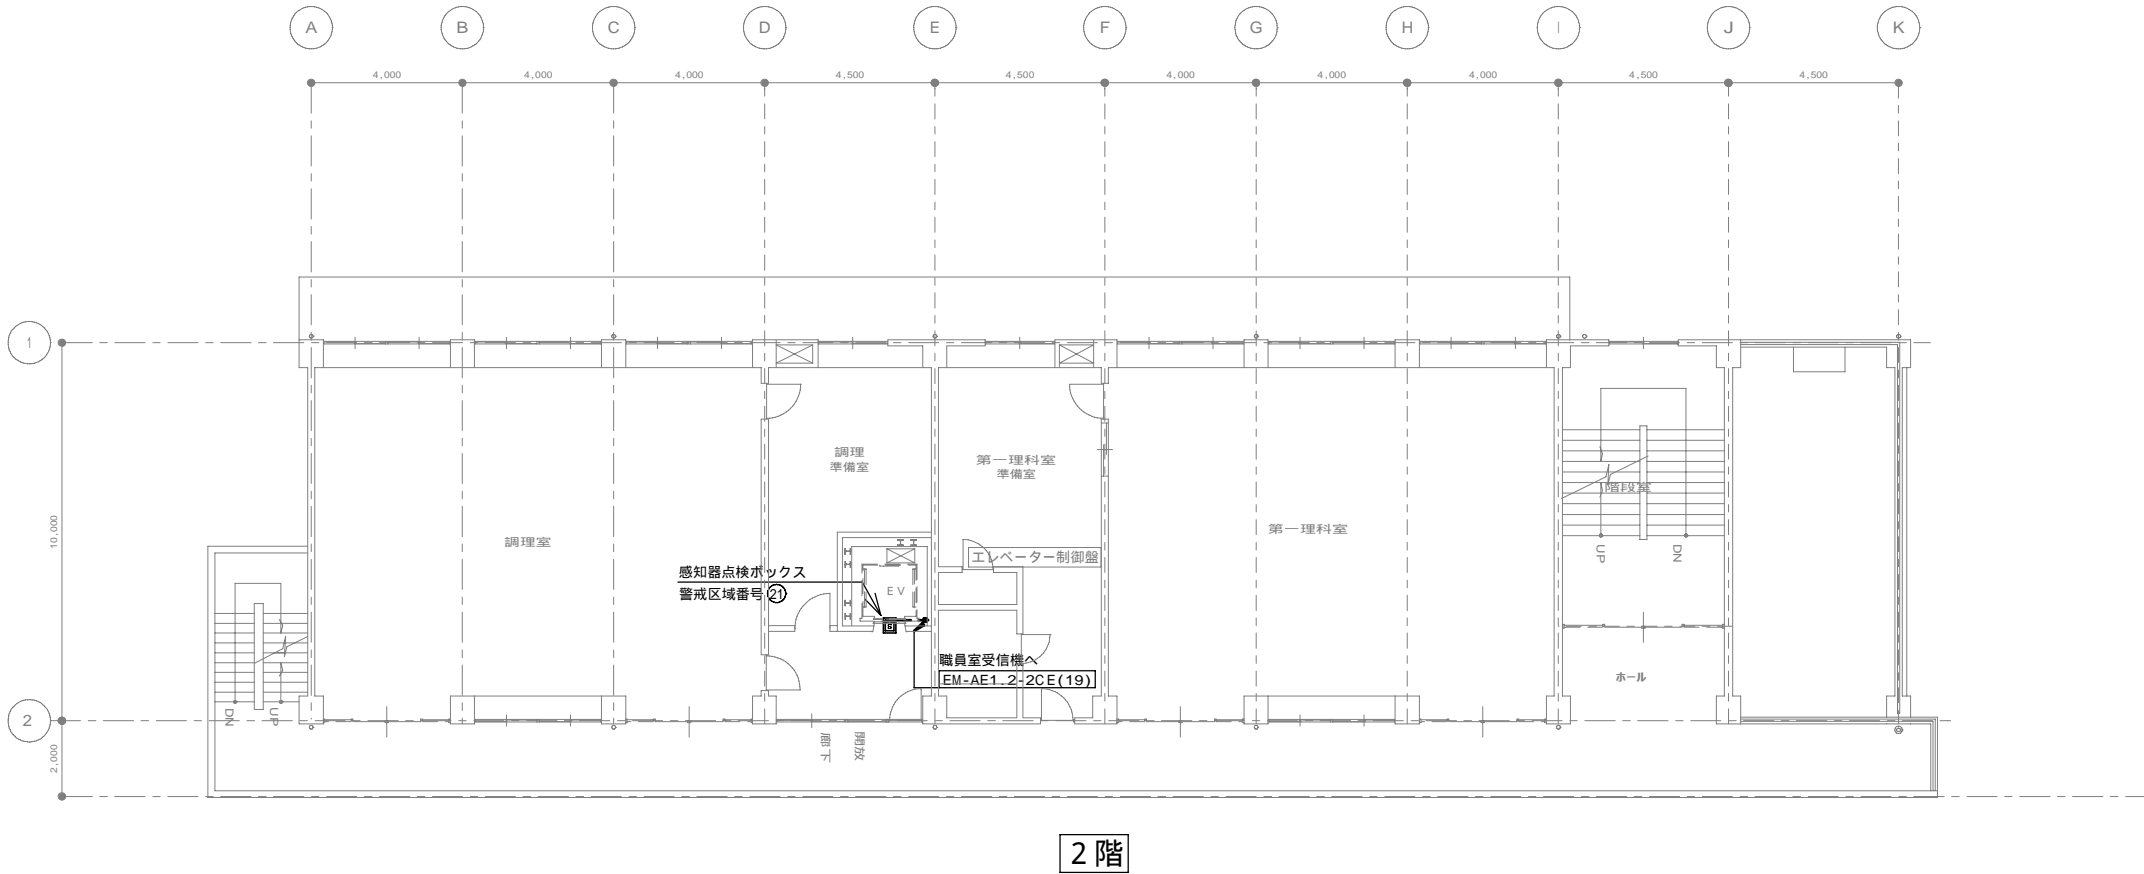 A B C D E F G H I J K
4,000 4,000 4,000 4,500 4,500 4,000 4,000 4,000 4,500 4,500
1
10,000
2
2,000
調理室
調理
準備室
第一理科室
準備室
第一理科室
階段室
UP
DN
エレベーター制御盤
感知器点検ボックス
警戒区域番号 21
EV
S
職員室受信機へ
EM-AE1.2-2CE(19)
ホール
DN
UP
開放
廊下
2階